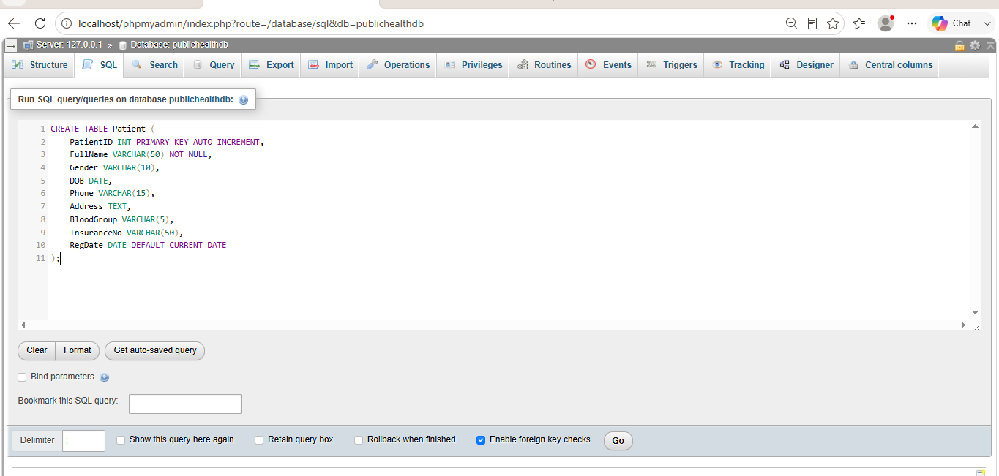 localhost/phpmyadmin/index.php?route=/database/sql&db=publichealthdb
Chat
Server: 127.0.0.1 » Database: publichealthdb
Structure SQL Search Query Export Import Operations Privileges Routines Events Triggers Tracking Designer Central columns
Run SQL query/queries on database publichealthdb:
1 CREATE TABLE Patient (
2 PatientID INT PRIMARY KEY AUTO_INCREMENT,
3 FullName VARCHAR(50) NOT NULL,
4 Gender VARCHAR(10),
5 DOB DATE,
6 Phone VARCHAR(15),
7 Address TEXT,
8 BloodGroup VARCHAR(5),
9 InsuranceNo VARCHAR(50),
10 RegDate DATE DEFAULT CURRENT_DATE
11 );
Clear Format Get auto-saved query
Bind parameters
Bookmark this SQL query:
Delimiter ; Show this query here again Retain query box Rollback when finished Enable foreign key checks Go